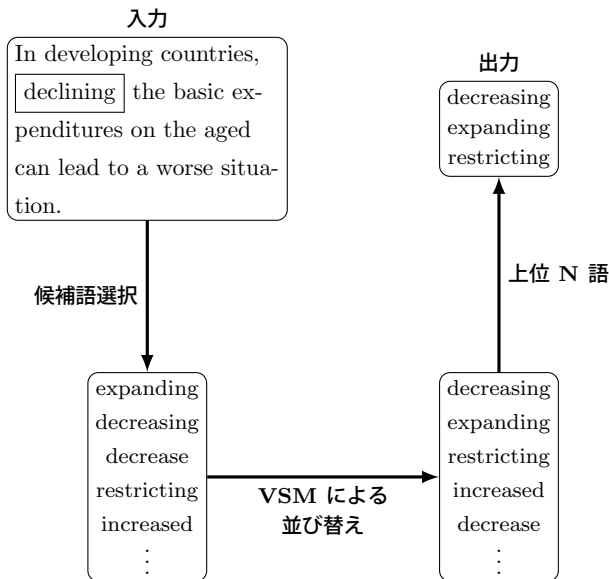 入力
In developing countries,
declining the basic ex-
penditures on the aged
can lead to a worse situa-
tion.
候補語選択
expanding
decreasing
decrease
restricting
increased
⋮
VSM による
並び替え
decreasing
expanding
restricting
increased
decrease
⋮
上位 N 語
出力
decreasing
expanding
restricting